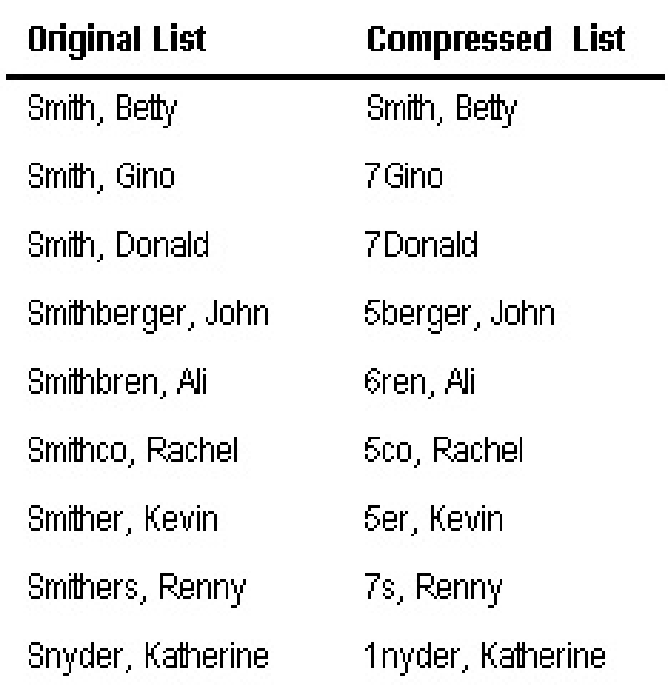 Original List Compressed List
Smith, Betty Smith, Betty
Smith, Gino 7Gino
Smith, Donald 7Donald
Smithberger, John 5berger, John
Smithbren, Ali 6ren, Ali
Smithco, Rachel 5co, Rachel
Smither, Kevin 5er, Kevin
Smithers, Renny 7s, Renny
Snyder, Katherine 1nyder, Katherine